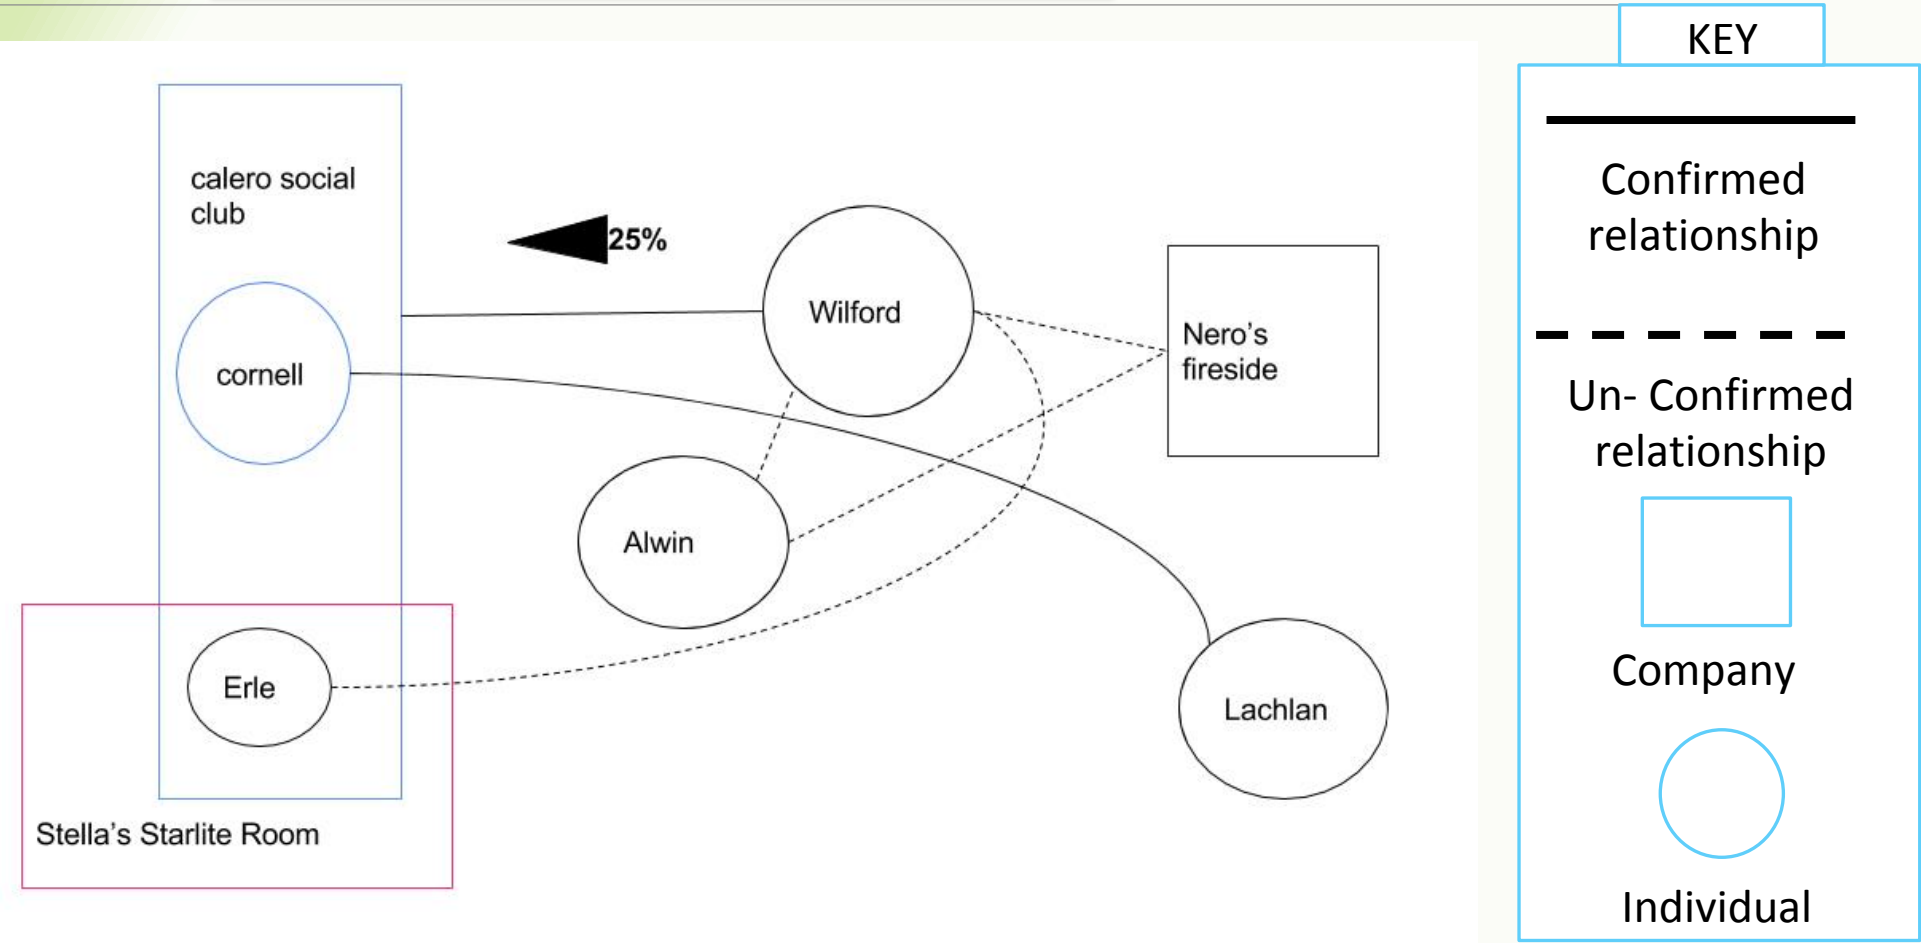 calero social
club
25%
Wilford
Nero’s
fireside
cornell
Alwin
Erle
Lachlan
Stella’s Starlite Room
KEY
Confirmed
relationship
Un- Confirmed
relationship
Company
Individual